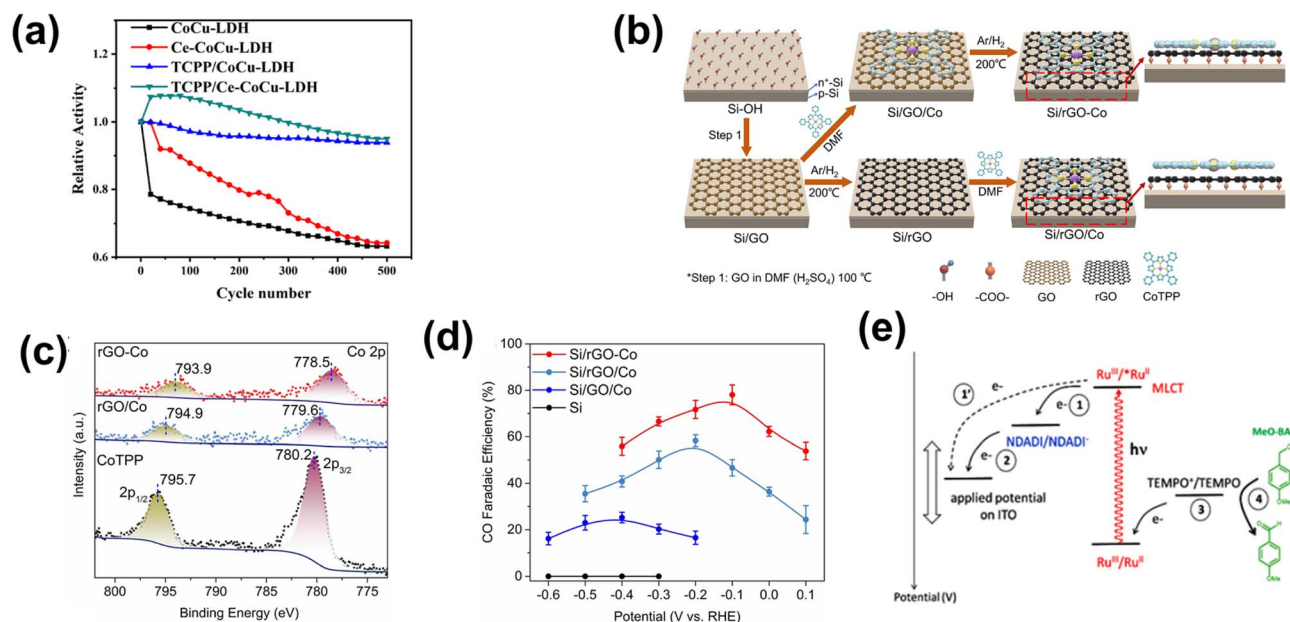 (a)
CoCu-LDH
Ce-CoCu-LDH
TCPP/CoCu-LDH
TCPP/Ce-CoCu-LDH
Relative Activity
1.2
1.0
0.8
0.6
0 100 200 300 400 500
Cycle number
(b)
n⁺-Si
p-Si
Si-OH
Step 1
DMF
Si/GO/Co
Ar/H₂
200℃
Si/rGO-Co
Si/GO
Ar/H₂
200℃
Si/rGO
DMF
Si/rGO/Co
*Step 1: GO in DMF (H₂SO₄) 100 ℃
-OH -COO- GO rGO CoTPP
(c)
rGO-Co
793.9
778.5
Co 2p
rGO/Co
794.9
779.6
CoTPP
780.2
2p₃/₂
795.7
2p₁/₂
Intensity (a.u.)
800 795 790 785 780 775
Binding Energy (eV)
(d)
Si/rGO-Co
Si/rGO/Co
Si/GO/Co
Si
CO Faradaic Efficiency (%)
100
80
60
40
20
0
-0.6 -0.5 -0.4 -0.3 -0.2 -0.1 0.0 0.1
Potential (V vs. RHE)
(e)
Ruᴵᴵᴵ/*Ruᴵᴵ
MLCT
1'
e-
e-
1
NDADI/NDADI⁻
e-
2
applied potential
on ITO
hν
MeO-BA
OMe
TEMPO⁺/TEMPO
e-
3
4
Ruᴵᴵᴵ/Ruᴵᴵ
H
OMe
Potential (V)